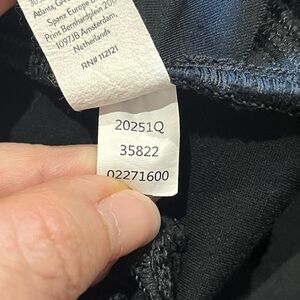 Atlanta, GA
Spanx Europe
Prins Bernhardplein 200
1097JB Amsterdam
Netherlands
RN# 112121
20251Q
35822
02271600